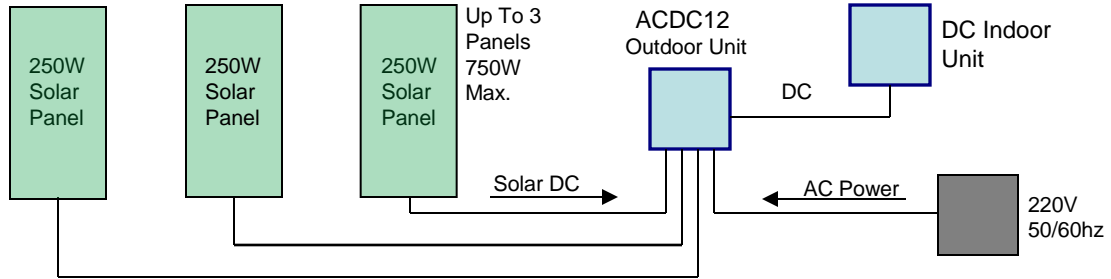 250W
Solar
Panel
250W
Solar
Panel
250W
Solar
Panel
Up To 3
Panels
750W
Max.
ACDC12
Outdoor Unit
DC
DC Indoor
Unit
Solar DC
AC Power
220V
50/60hz